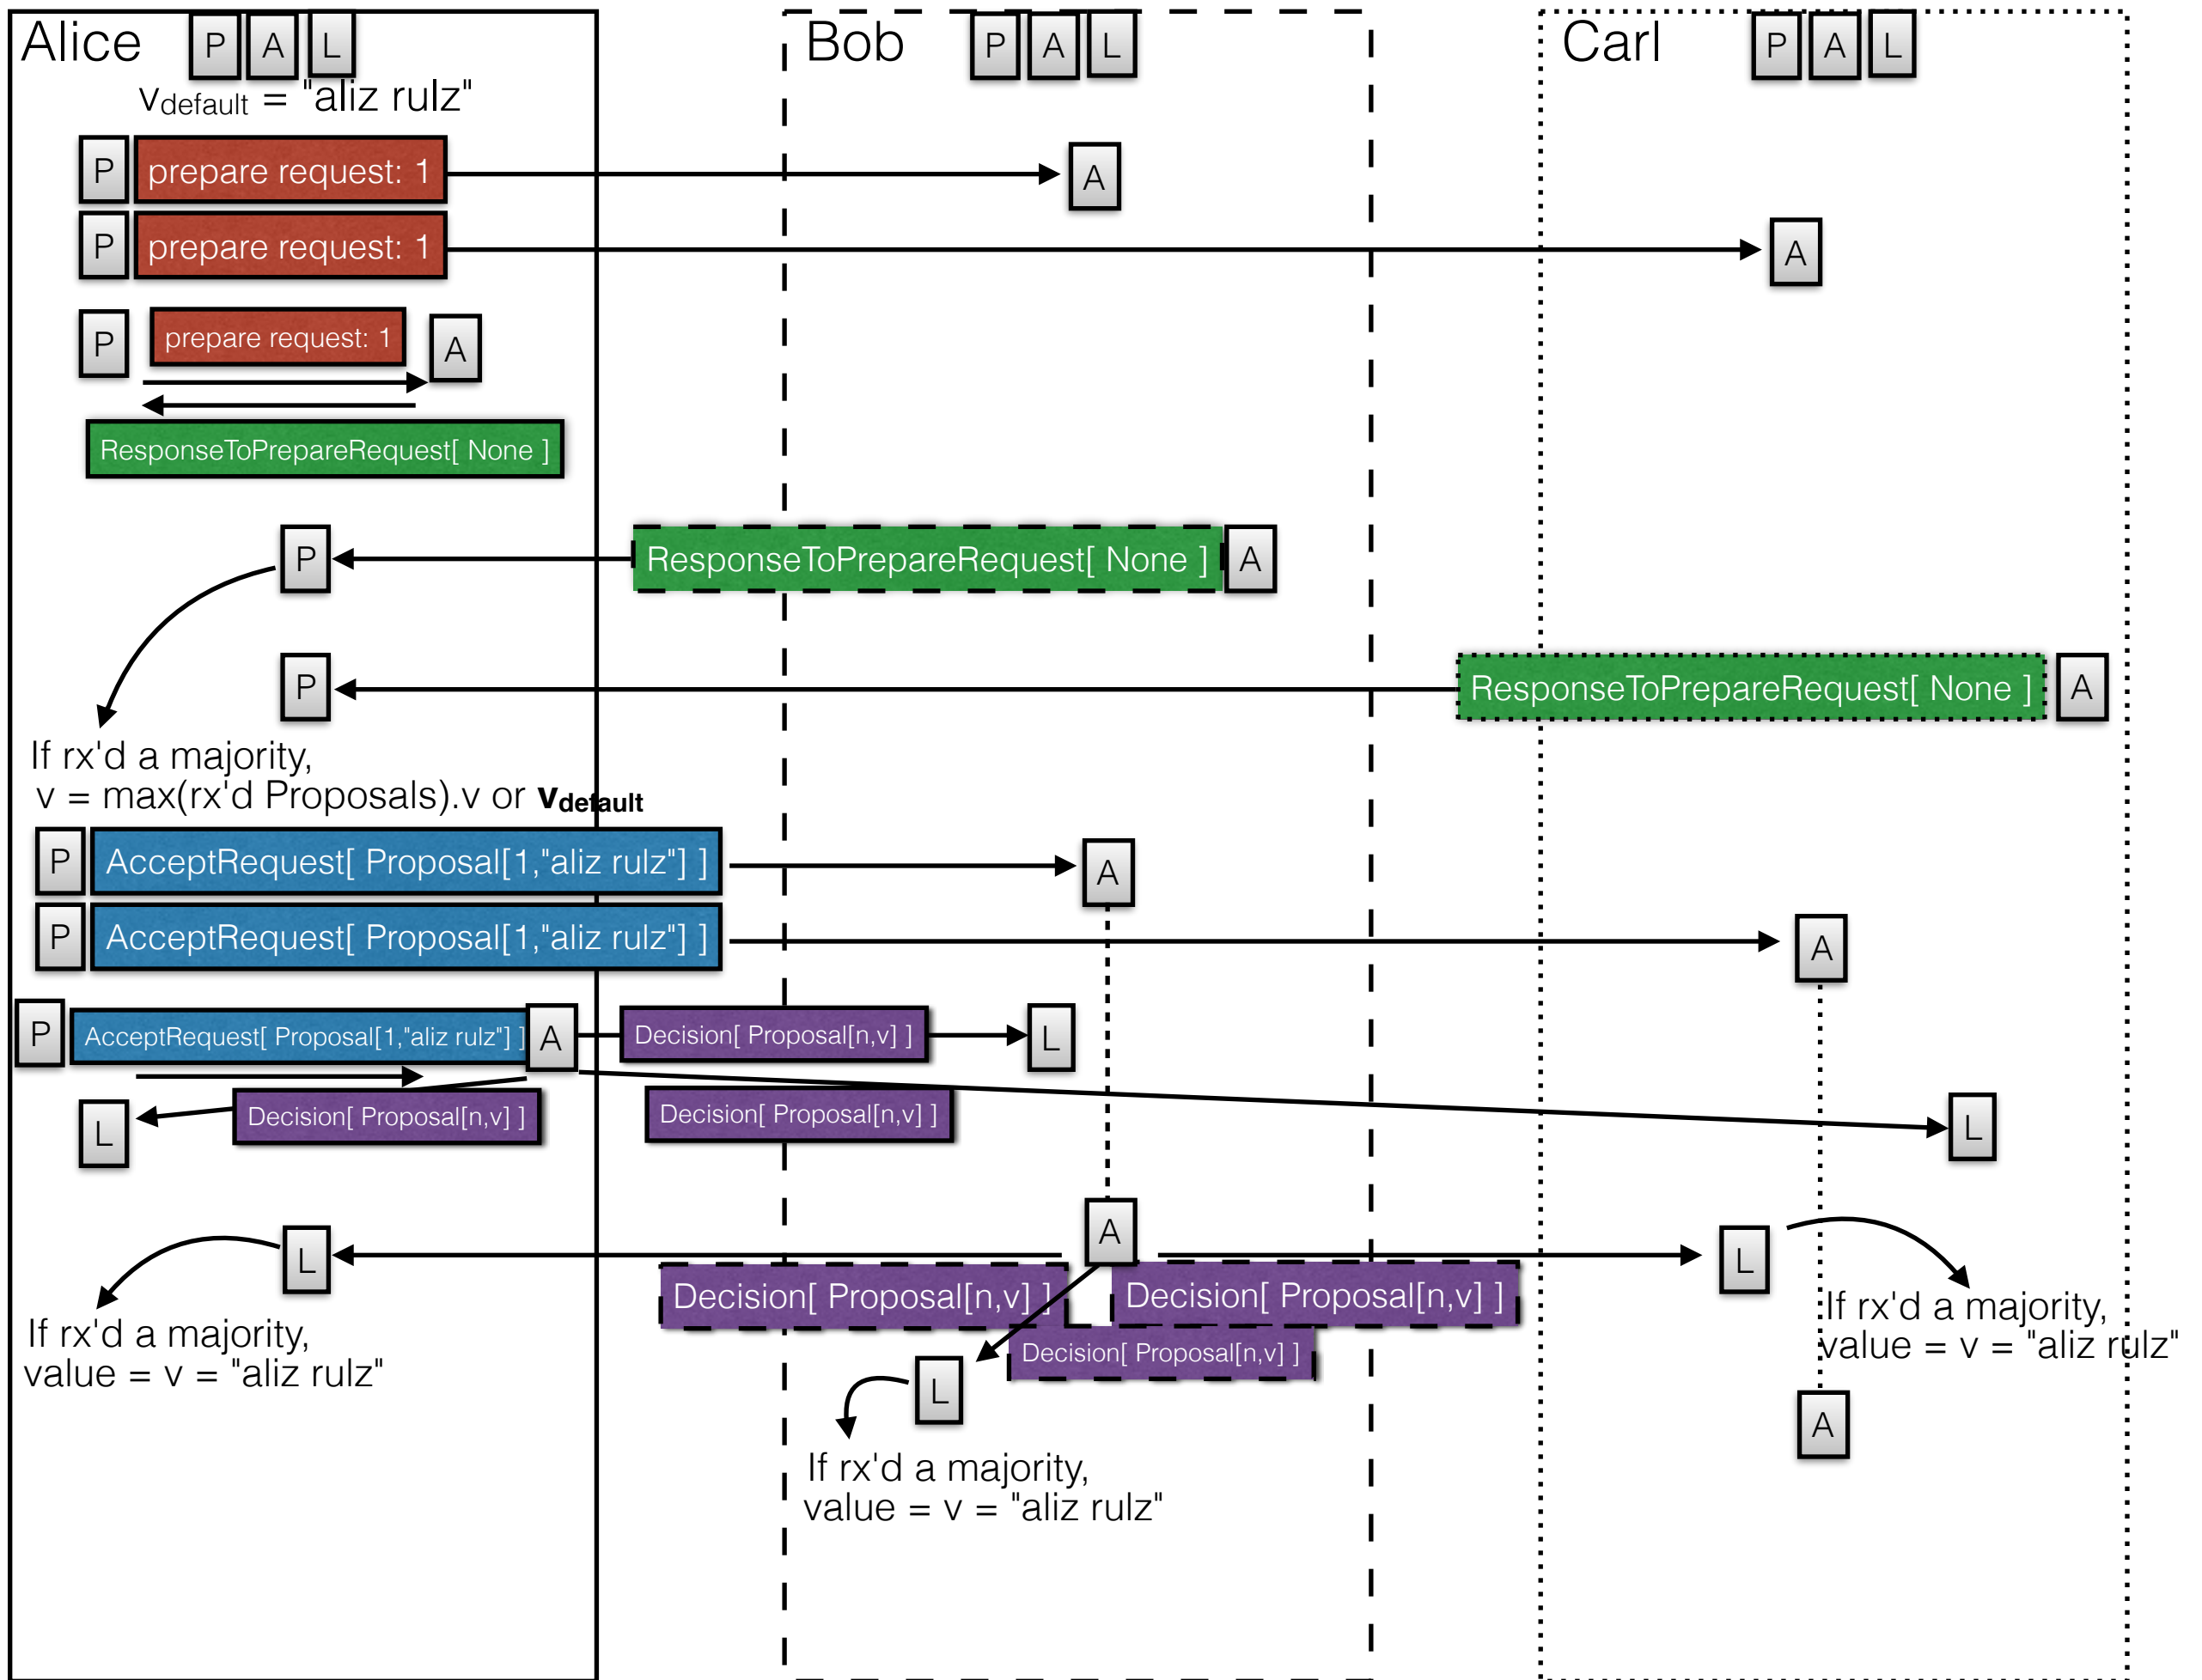 Alice P A L
Bob P A L
Carl P A L
vdefault = "aliz rulz"
P prepare request: 1 A
P prepare request: 1 A
P prepare request: 1 A
ResponseToPrepareRequest[ None ]
P ResponseToPrepareRequest[ None ] A
P ResponseToPrepareRequest[ None ] A
If rx'd a majority,
v = max(rx'd Proposals).v or vdefault
P AcceptRequest[ Proposal[1,"aliz rulz"] ] A
P AcceptRequest[ Proposal[1,"aliz rulz"] ] A
P AcceptRequest[ Proposal[1,"aliz rulz"] ] A Decision[ Proposal[n,v] ] L
L Decision[ Proposal[n,v] ] Decision[ Proposal[n,v] ] L
A
L L
Decision[ Proposal[n,v] ] Decision[ Proposal[n,v] ]
Decision[ Proposal[n,v] ]
If rx'd a majority,
value = v = "aliz rulz"
L
If rx'd a majority,
value = v = "aliz rulz"
If rx'd a majority,
value = v = "aliz rulz"
A